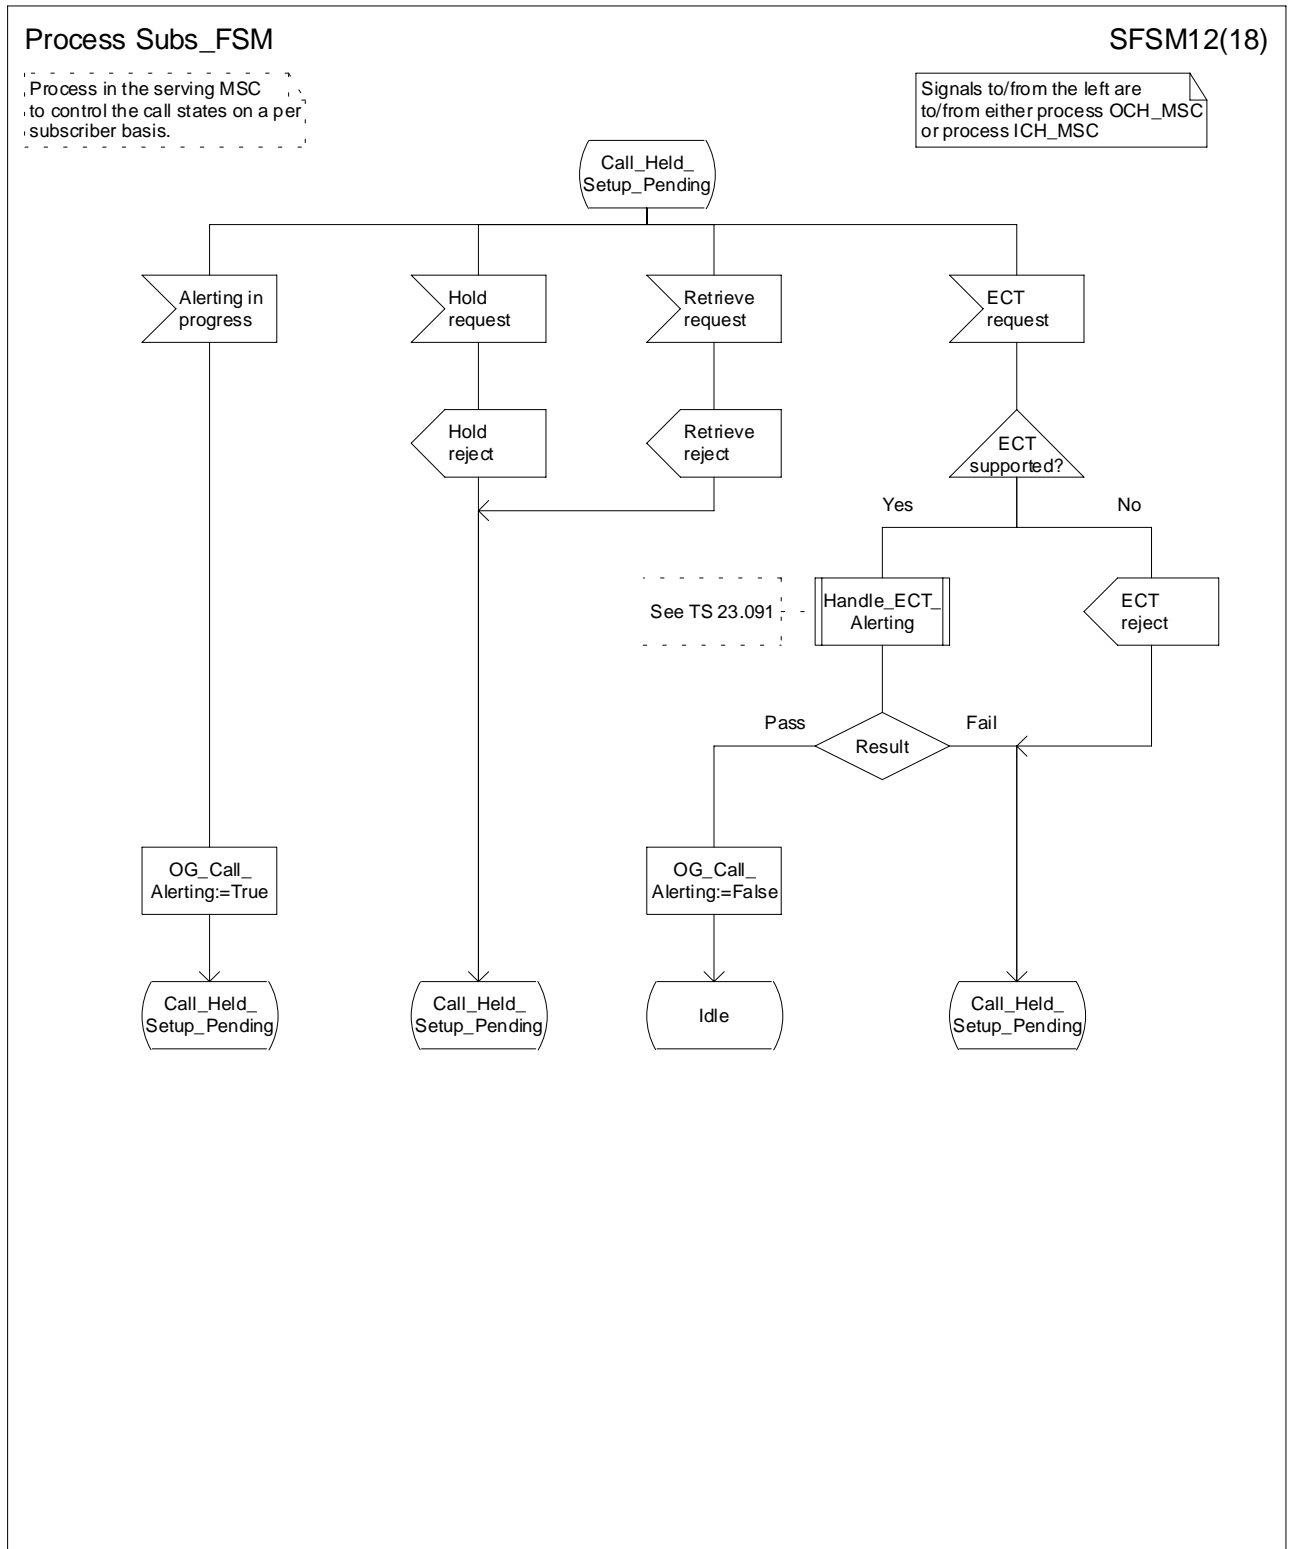 Process Subs_FSM
SFSM12(18)
Process in the serving MSC
to control the call states on a per
subscriber basis.
Signals to/from the left are
to/from either process OCH_MSC
or process ICH_MSC
Call_Held_
Setup_Pending
Alerting in
progress
Hold
request
Retrieve
request
ECT
request
Hold
reject
Retrieve
reject
ECT
supported?
Yes
No
See TS 23.091
Handle_ECT_
Alerting
ECT
reject
Pass
Result
Fail
OG_Call_
Alerting:=True
OG_Call_
Alerting:=False
Call_Held_
Setup_Pending
Call_Held_
Setup_Pending
Idle
Call_Held_
Setup_Pending